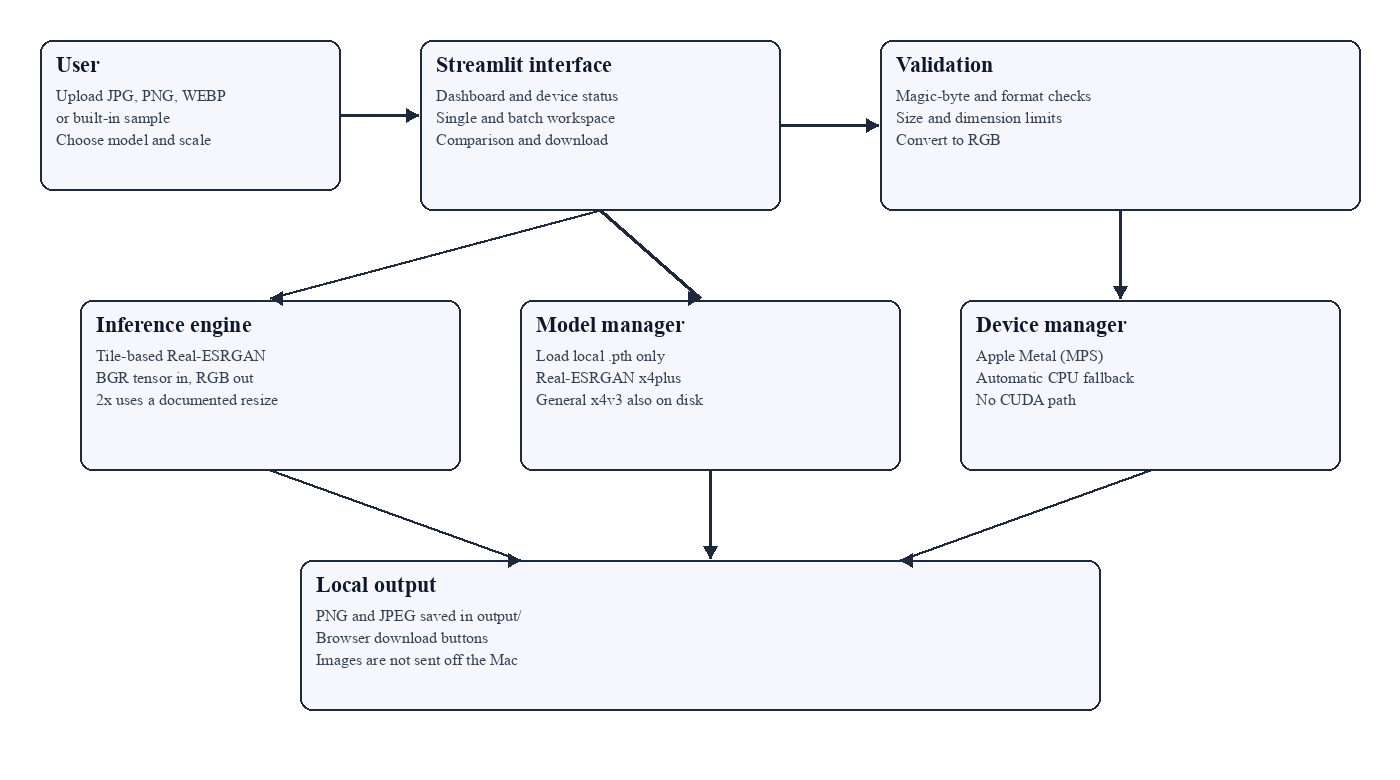 User
Upload JPG, PNG, WEBP
or built-in sample
Choose model and scale
Streamlit interface
Dashboard and device status
Single and batch workspace
Comparison and download
Validation
Magic-byte and format checks
Size and dimension limits
Convert to RGB
Inference engine
Tile-based Real-ESRGAN
BGR tensor in, RGB out
2x uses a documented resize
Model manager
Load local .pth only
Real-ESRGAN x4plus
General x4v3 also on disk
Device manager
Apple Metal (MPS)
Automatic CPU fallback
No CUDA path
Local output
PNG and JPEG saved in output/
Browser download buttons
Images are not sent off the Mac